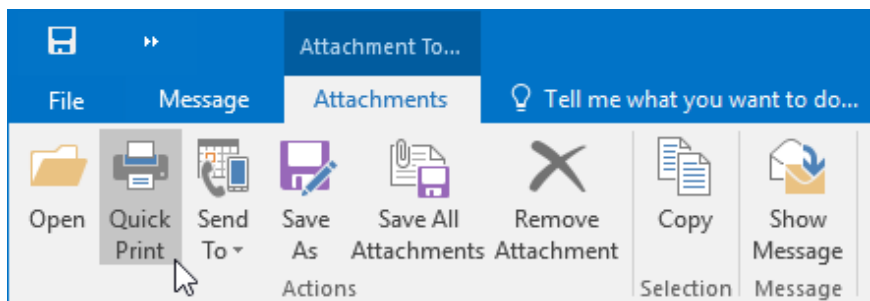 Attachment To...
File Message Attachments Tell me what you want to do...
Open Quick Send Save Save All Remove Copy Show
Print To As Attachments Attachment Message
Actions Selection Message